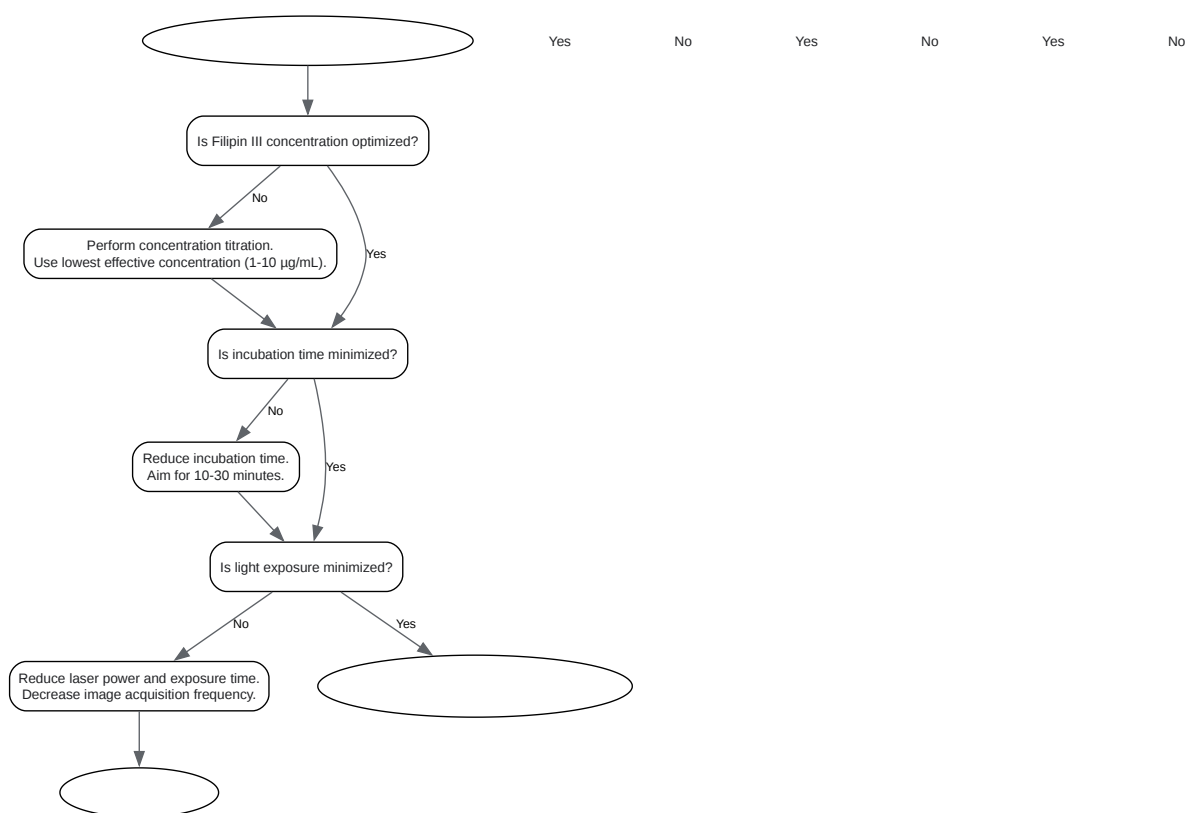 Yes
No
Yes
No
Yes
No
Is Filipin III concentration optimized?
No
Perform concentration titration.
Use lowest effective concentration (1-10 µg/mL).
Yes
Is incubation time minimized?
No
Reduce incubation time.
Aim for 10-30 minutes.
Yes
Is light exposure minimized?
No
Yes
Reduce laser power and exposure time.
Decrease image acquisition frequency.